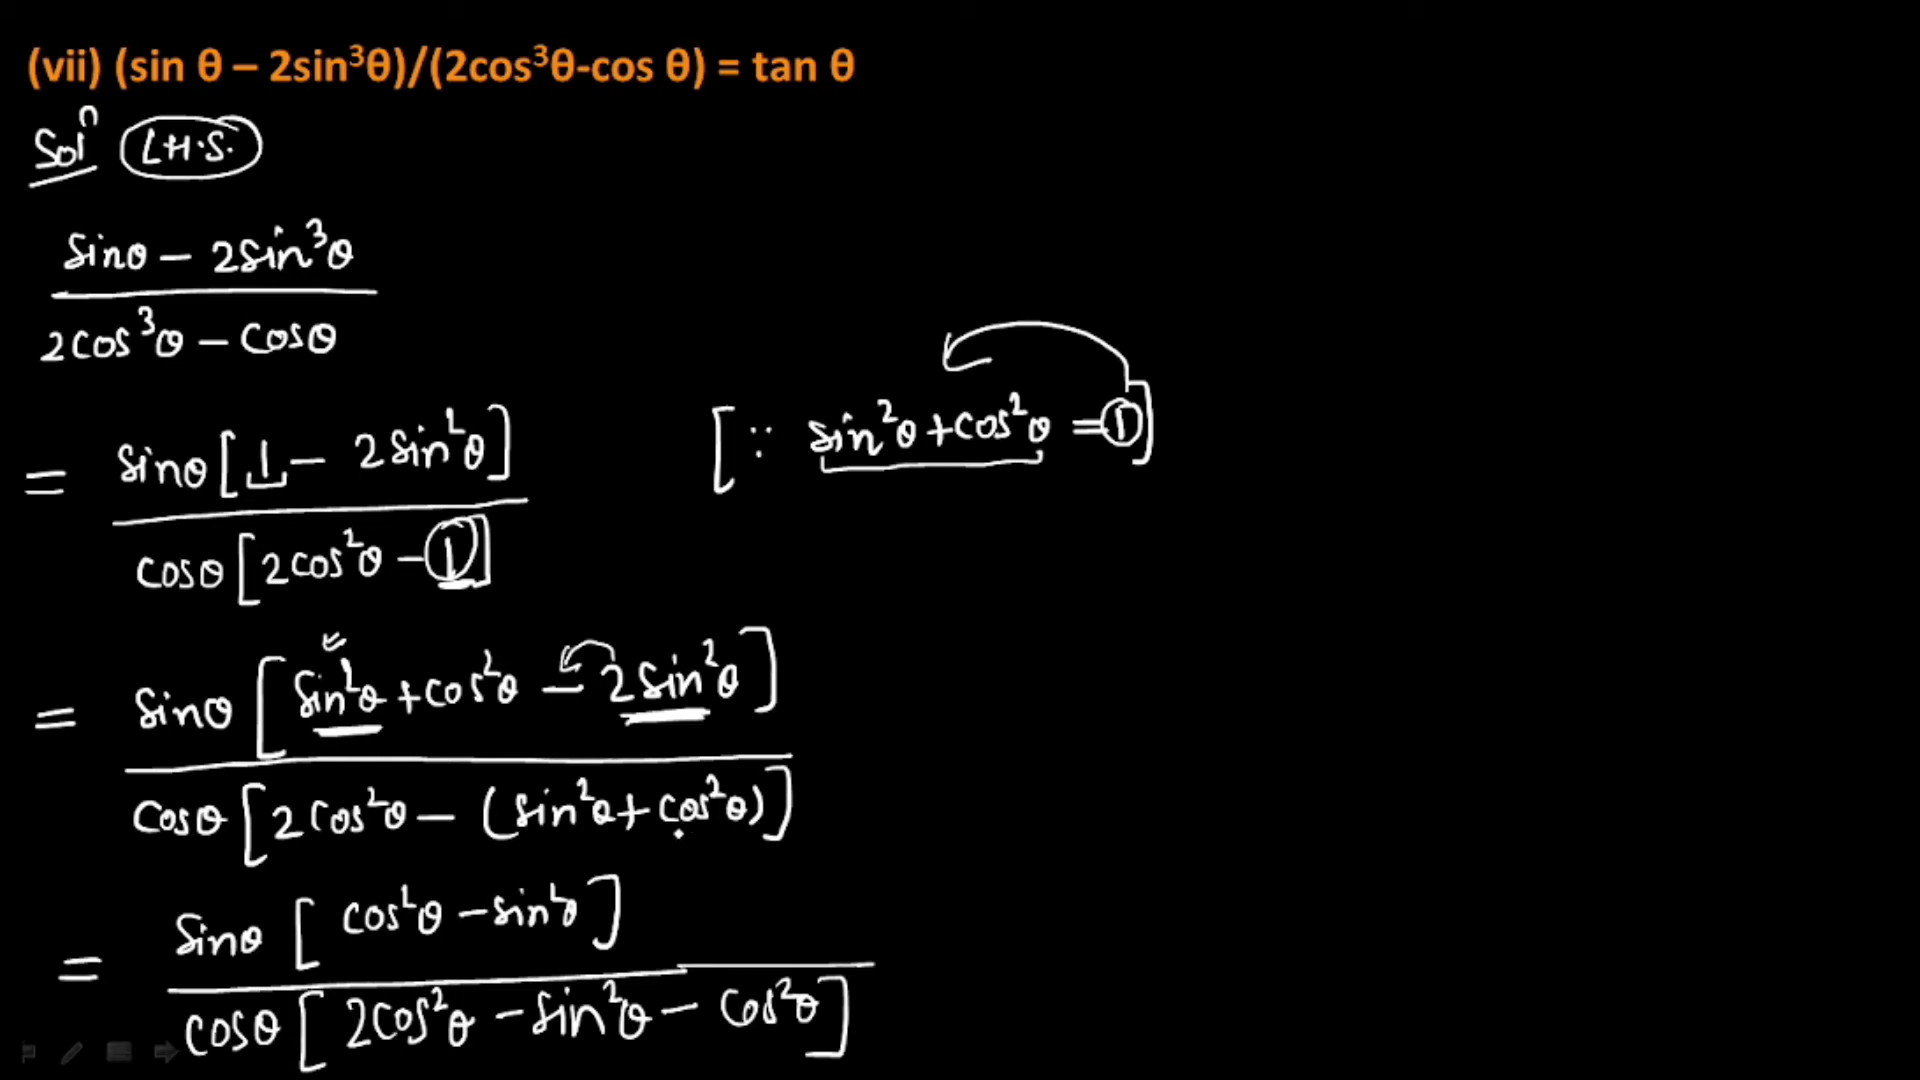 (vii) (sin θ – 2sin³θ)/(2cos³θ-cos θ) = tan θ
Solⁿ L.H.S.
sinθ – 2sin³θ
2cos³θ – cosθ
= sinθ [1 – 2sin²θ]
cosθ [2cos²θ – 1]
[∵ sin²θ + cos²θ = 1]
= sinθ [sin²θ + cos²θ – 2sin²θ]
cosθ [2cos²θ – (sin²θ + cos²θ)]
= sinθ [cos²θ – sin²θ]
cosθ [2cos²θ – sin²θ – cos²θ]